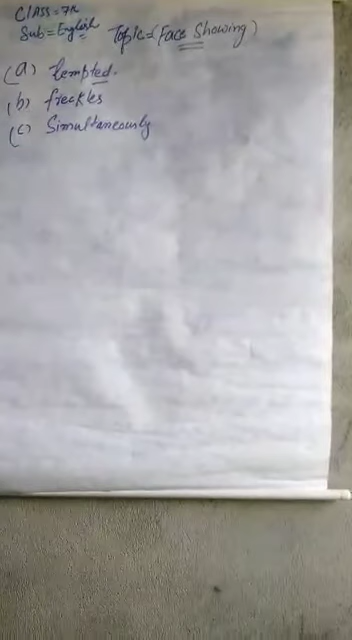 CLASS = 7th
Sub = English Topic = (Face Showing)
(a) tempted.
(b) freckles
(c) Simultaneously